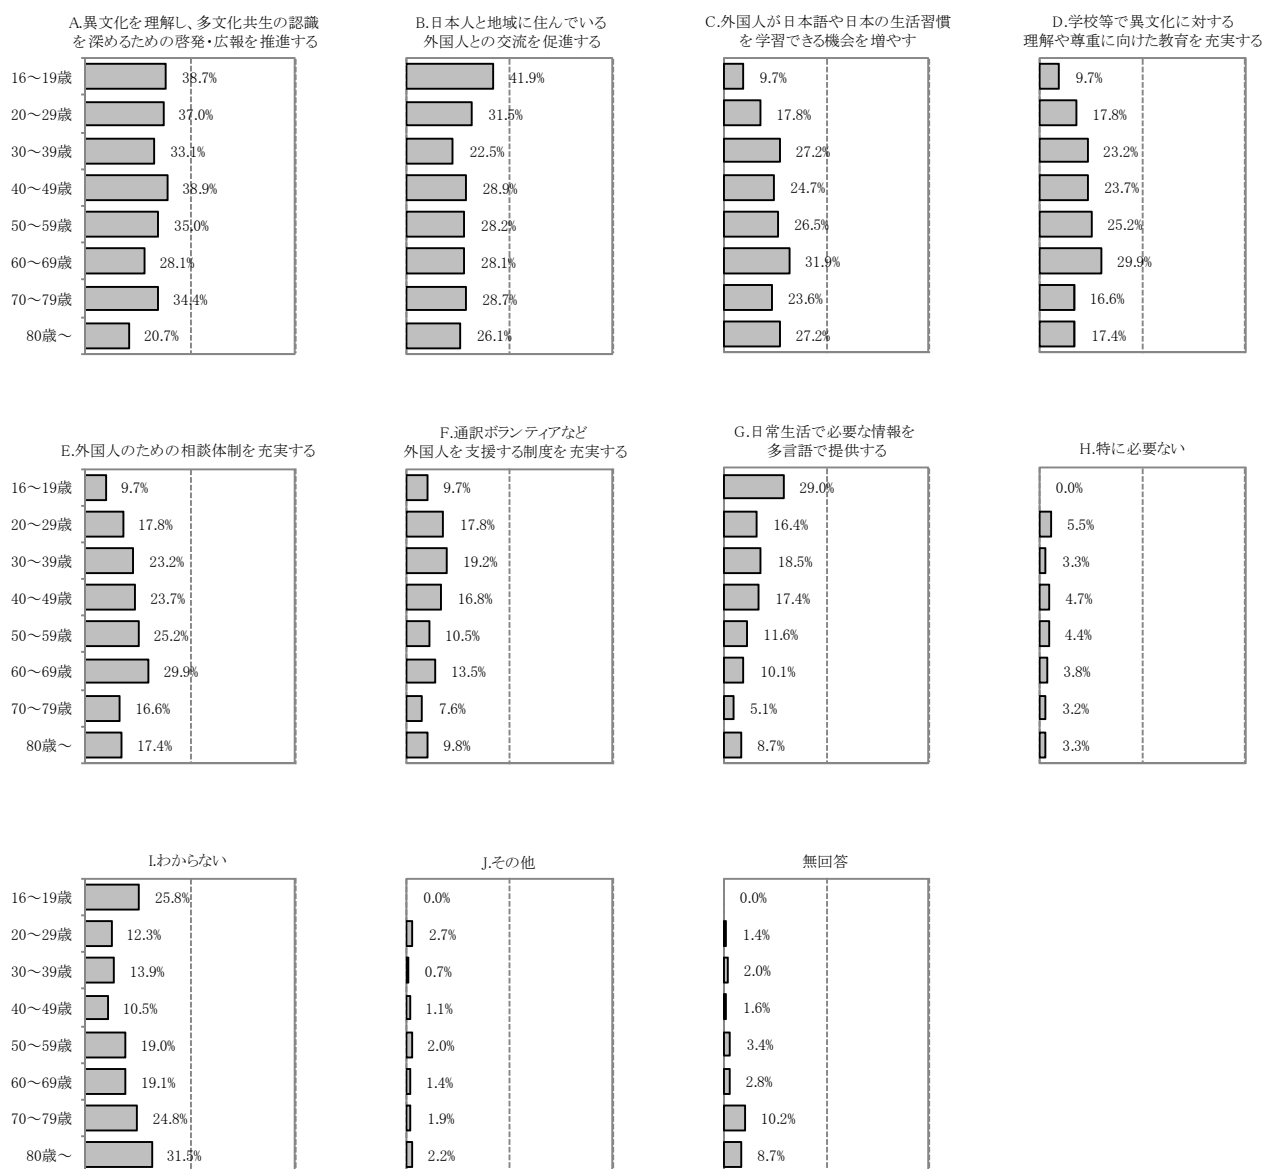 A.異文化を理解し、多文化共生の認識
を深めるための啓発・広報を推進する
16～19歳 38.7%
20～29歳 37.0%
30～39歳 33.1%
40～49歳 38.9%
50～59歳 35.0%
60～69歳 28.1%
70～79歳 34.4%
80歳～ 20.7%
B.日本人と地域に住んでいる
外国人との交流を促進する
41.9%
31.5%
22.5%
28.9%
28.2%
28.1%
28.7%
26.1%
C.外国人が日本語や日本の生活習慣
を学習できる機会を増やす
9.7%
17.8%
27.2%
24.7%
26.5%
31.9%
23.6%
27.2%
D.学校等で異文化に対する
理解や尊重に向けた教育を充実する
9.7%
17.8%
23.2%
23.7%
25.2%
29.9%
16.6%
17.4%
E.外国人のための相談体制を充実する
16～19歳 9.7%
20～29歳 17.8%
30～39歳 23.2%
40～49歳 23.7%
50～59歳 25.2%
60～69歳 29.9%
70～79歳 16.6%
80歳～ 17.4%
F.通訳ボランティアなど
外国人を支援する制度を充実する
9.7%
17.8%
19.2%
16.8%
10.5%
13.5%
7.6%
9.8%
G.日常生活で必要な情報を
多言語で提供する
29.0%
16.4%
18.5%
17.4%
11.6%
10.1%
5.1%
8.7%
H.特に必要ない
0.0%
5.5%
3.3%
4.7%
4.4%
3.8%
3.2%
3.3%
I.わからない
16～19歳 25.8%
20～29歳 12.3%
30～39歳 13.9%
40～49歳 10.5%
50～59歳 19.0%
60～69歳 19.1%
70～79歳 24.8%
80歳～ 31.5%
J.その他
0.0%
2.7%
0.7%
1.1%
2.0%
1.4%
1.9%
2.2%
無回答
0.0%
1.4%
2.0%
1.6%
3.4%
2.8%
10.2%
8.7%